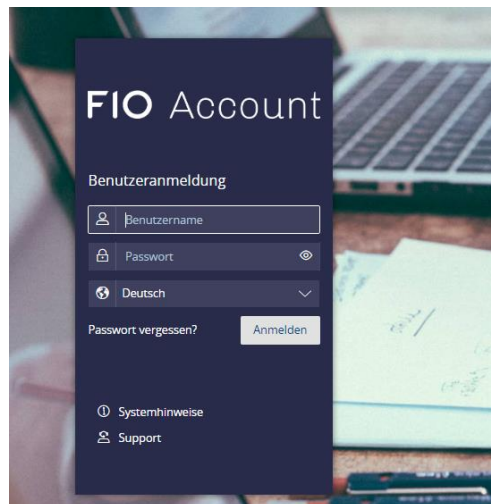 FIO Account
Benutzeranmeldung
Benutzername
Passwort
Deutsch
Passwort vergessen?
Anmelden
Systemhinweise
Support